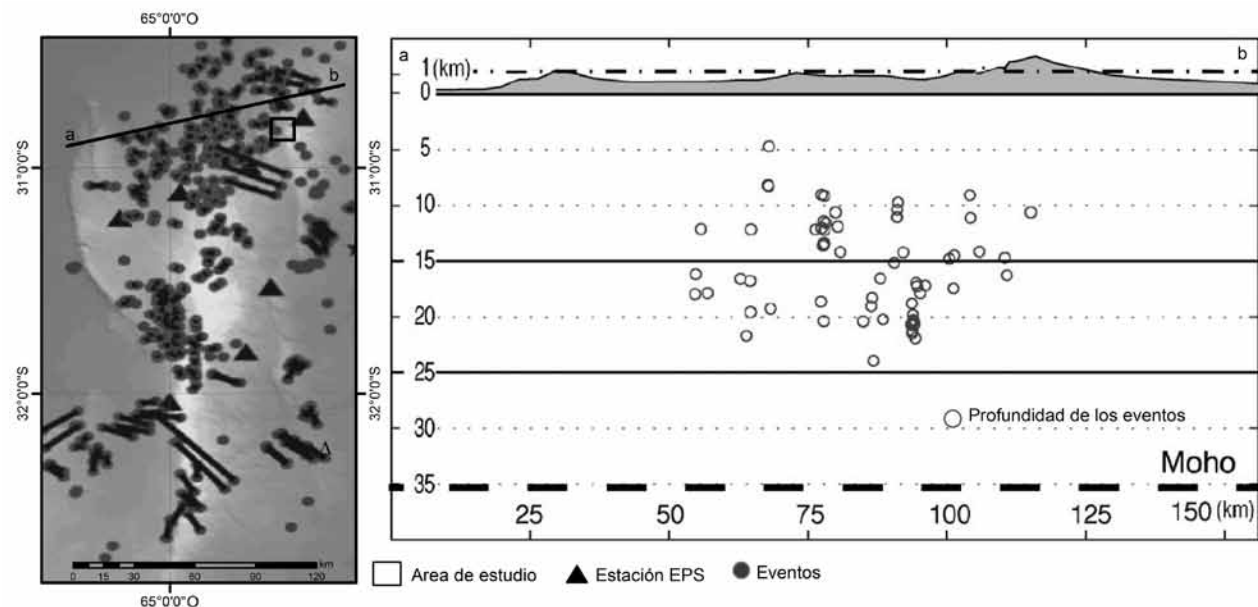 65°0'0"O
a
b
31°0'0"S
31°0'0"S
32°0'0"S
32°0'0"S
A
km
0 15 30 60 90 120
65°0'0"O
a
b
1 (km)
0
5
10
15
20
25
30
35
Profundidad de los eventos
Moho
25 50 75 100 125 150 (km)
Area de estudio
Estación EPS
Eventos